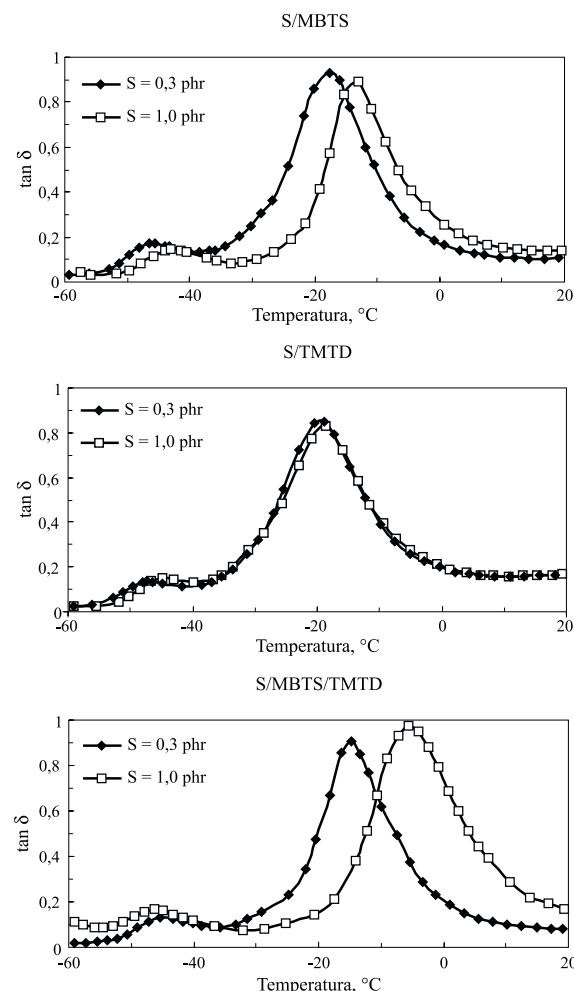 S/MBTS
1
0,8
0,6
0,4
0,2
0
tan δ
S = 0,3 phr
S = 1,0 phr
-60 -40 -20 0 20
Temperatura, °C
S/TMTD
1
0,8
0,6
0,4
0,2
0
tan δ
S = 0,3 phr
S = 1,0 phr
-60 -40 -20 0 20
Temperatura, °C
S/MBTS/TMTD
1
0,8
0,6
0,4
0,2
0
tan δ
S = 0,3 phr
S = 1,0 phr
-60 -40 -20 0 20
Temperatura, °C